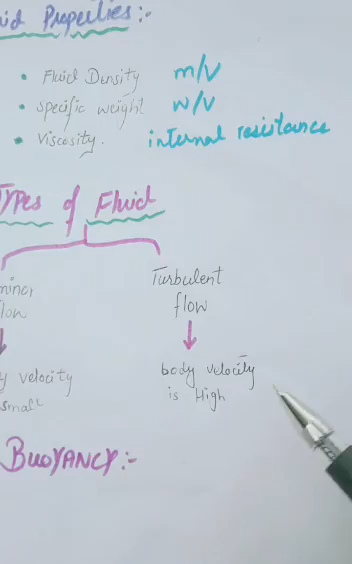 id Properties:-
• Fluid Density m/V
• Specific weight w/V
• Viscosity. internal resistance
Types of Fluid
minar
low
Turbulent
flow
y velocity
small
body velocity
is High
BUOYANCY:-